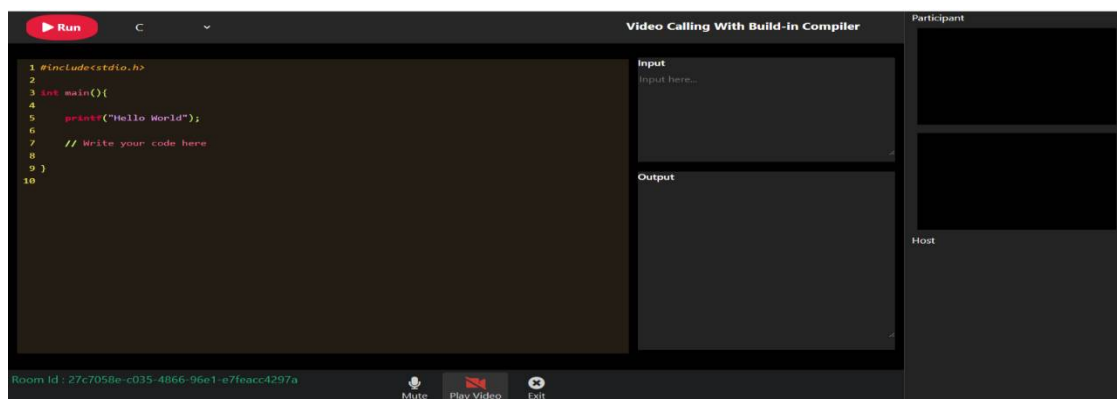 Run C Video Calling With Build-in Compiler
Participant
1 #include<stdio.h>
2
3 int main(){
4
5 printf("Hello World");
6
7 // Write your code here
8
9 }
10
Input
Input here...
Output
Host
Room Id : 27c7058e-c035-4866-96e1-e7feacc4297a
Mute Play Video Exit